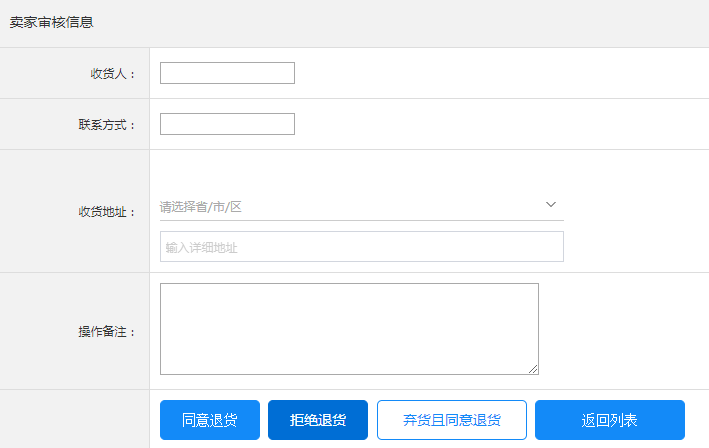 卖家审核信息
收货人：
联系方式：
收货地址：
请选择省/市/区
输入详细地址
操作备注：
同意退货 拒绝退货 弃货且同意退货 返回列表